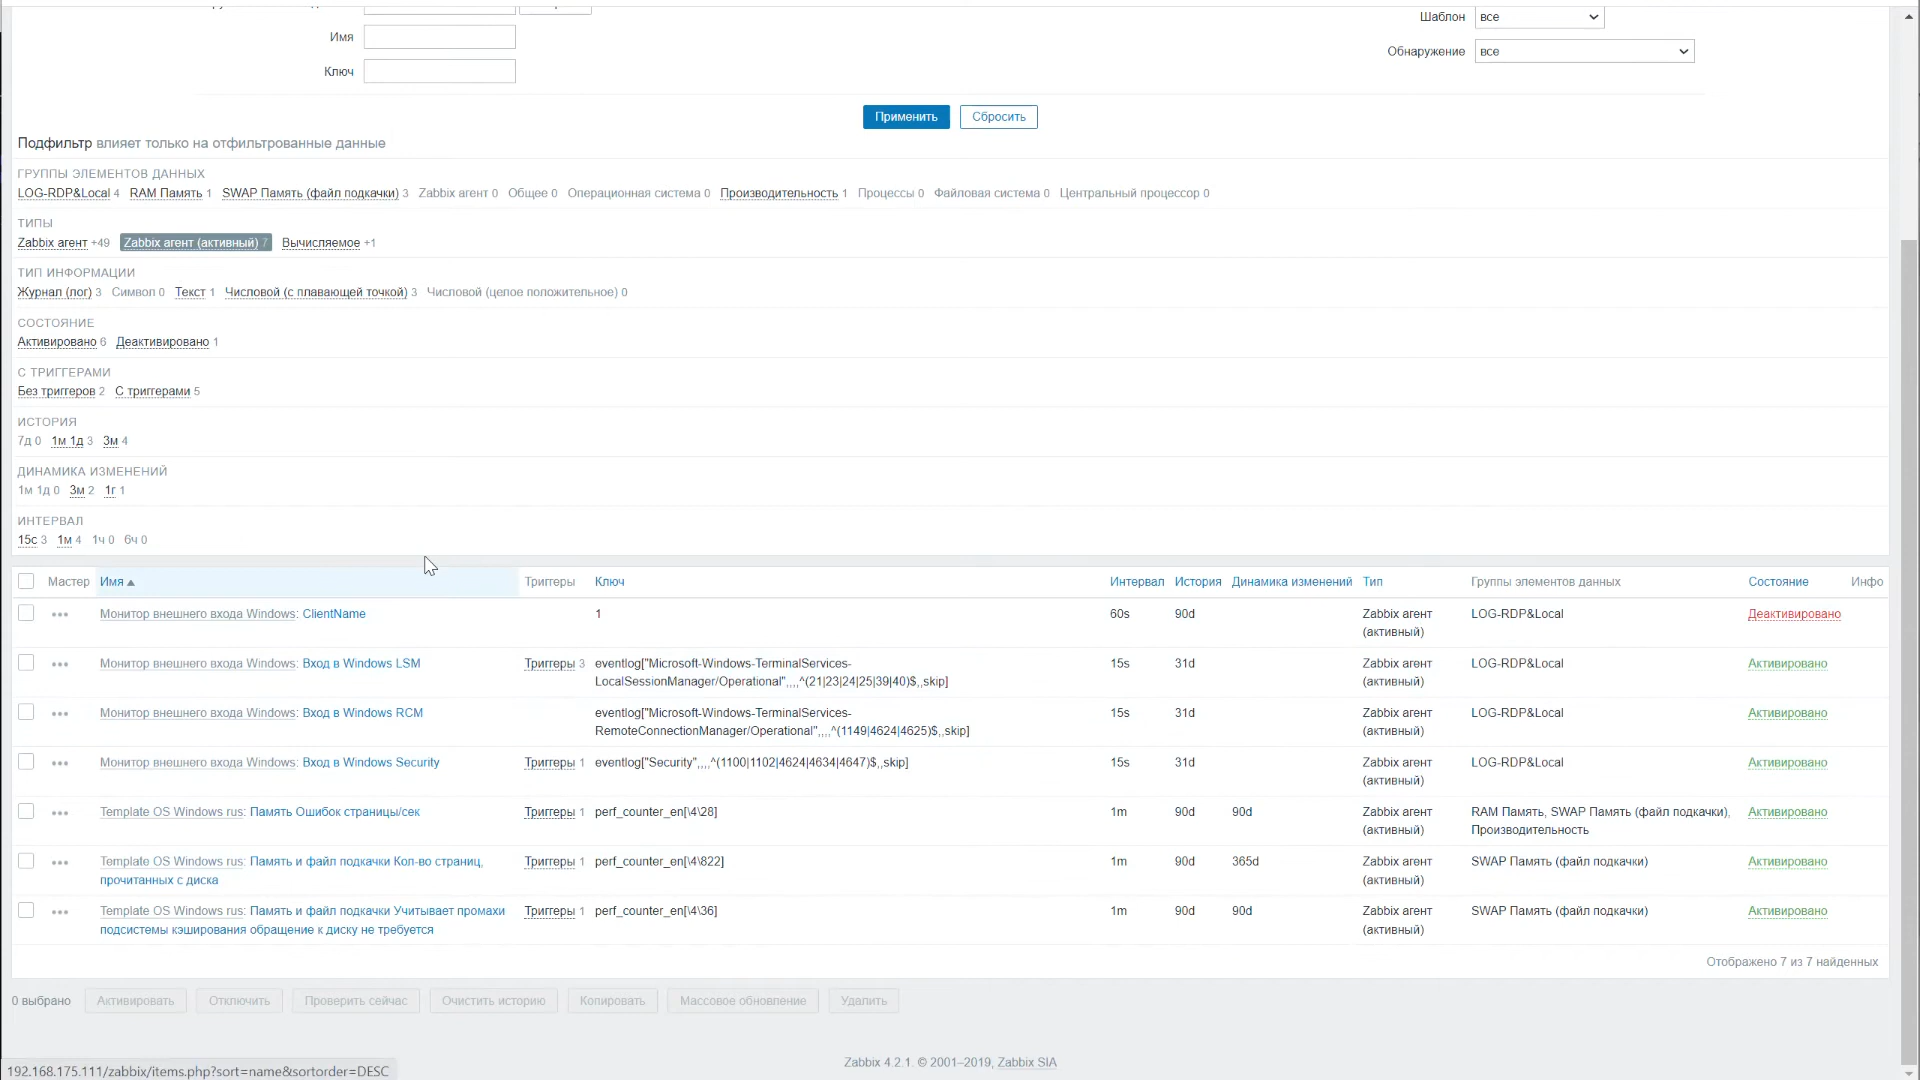 Шаблон все
Имя
Обнаружение все
Ключ
Применить Сбросить
Подфильтр влияет только на отфильтрованные данные
ГРУППЫ ЭЛЕМЕНТОВ ДАННЫХ
LOG-RDP&Local 4 RAM Память 1 SWAP Память (файл подкачки) 3 Zabbix агент 0 Общее 0 Операционная система 0 Производительность 1 Процессы 0 Файловая система 0 Центральный процессор 0
ТИПЫ
Zabbix агент +49 Zabbix агент (активный) 7 Вычисляемое +1
ТИП ИНФОРМАЦИИ
Журнал (лог) 3 Символ 0 Текст 1 Числовой (с плавающей точкой) 3 Числовой (целое положительное) 0
СОСТОЯНИЕ
Активировано 6 Деактивировано 1
С ТРИГГЕРАМИ
Без триггеров 2 С триггерами 5
ИСТОРИЯ
7д 0 1м 1д 3 3м 4
ДИНАМИКА ИЗМЕНЕНИЙ
1м 1д 0 3м 2 1г 1
ИНТЕРВАЛ
15с 3 1м 4 1ч 0 6ч 0
Мастер Имя Триггеры Ключ Интервал История Динамика изменений Тип Группы элементов данных Состояние Инфо
Монитор внешнего входа Windows: ClientName 1 60s 90d Zabbix агент LOG-RDP&Local Деактивировано
(активный)
Монитор внешнего входа Windows: Вход в Windows LSM Триггеры 3 eventlog["Microsoft-Windows-TerminalServices- 15s 31d Zabbix агент LOG-RDP&Local Активировано
LocalSessionManager/Operational",,,,^(21|23|24|25|39|40)$,,skip] (активный)
Монитор внешнего входа Windows: Вход в Windows RCM eventlog["Microsoft-Windows-TerminalServices- 15s 31d Zabbix агент LOG-RDP&Local Активировано
RemoteConnectionManager/Operational",,,,^(1149|4624|4625)$,,skip] (активный)
Монитор внешнего входа Windows: Вход в Windows Security Триггеры 1 eventlog["Security",,,,^(1100|1102|4624|4634|4647)$,,skip] 15s 31d Zabbix агент LOG-RDP&Local Активировано
(активный)
Template OS Windows rus: Память Ошибок страницы/сек Триггеры 1 perf_counter_en[\4\28] 1m 90d 90d Zabbix агент RAM Память, SWAP Память (файл подкачки), Активировано
(активный) Производительность
Template OS Windows rus: Память и файл подкачки Кол-во страниц, Триггеры 1 perf_counter_en[\4\822] 1m 90d 365d Zabbix агент SWAP Память (файл подкачки) Активировано
прочитанных с диска (активный)
Template OS Windows rus: Память и файл подкачки Учитывает промахи Триггеры 1 perf_counter_en[\4\36] 1m 90d 90d Zabbix агент SWAP Память (файл подкачки) Активировано
подсистемы кэширования обращение к диску не требуется (активный)
Отображено 7 из 7 найденных
0 выбрано Активировать Отключить Проверить сейчас Очистить историю Копировать Массовое обновление Удалить
Zabbix 4.2.1. © 2001–2019, Zabbix SIA
192.168.175.111/zabbix/items.php?sort=name&sortorder=DESC